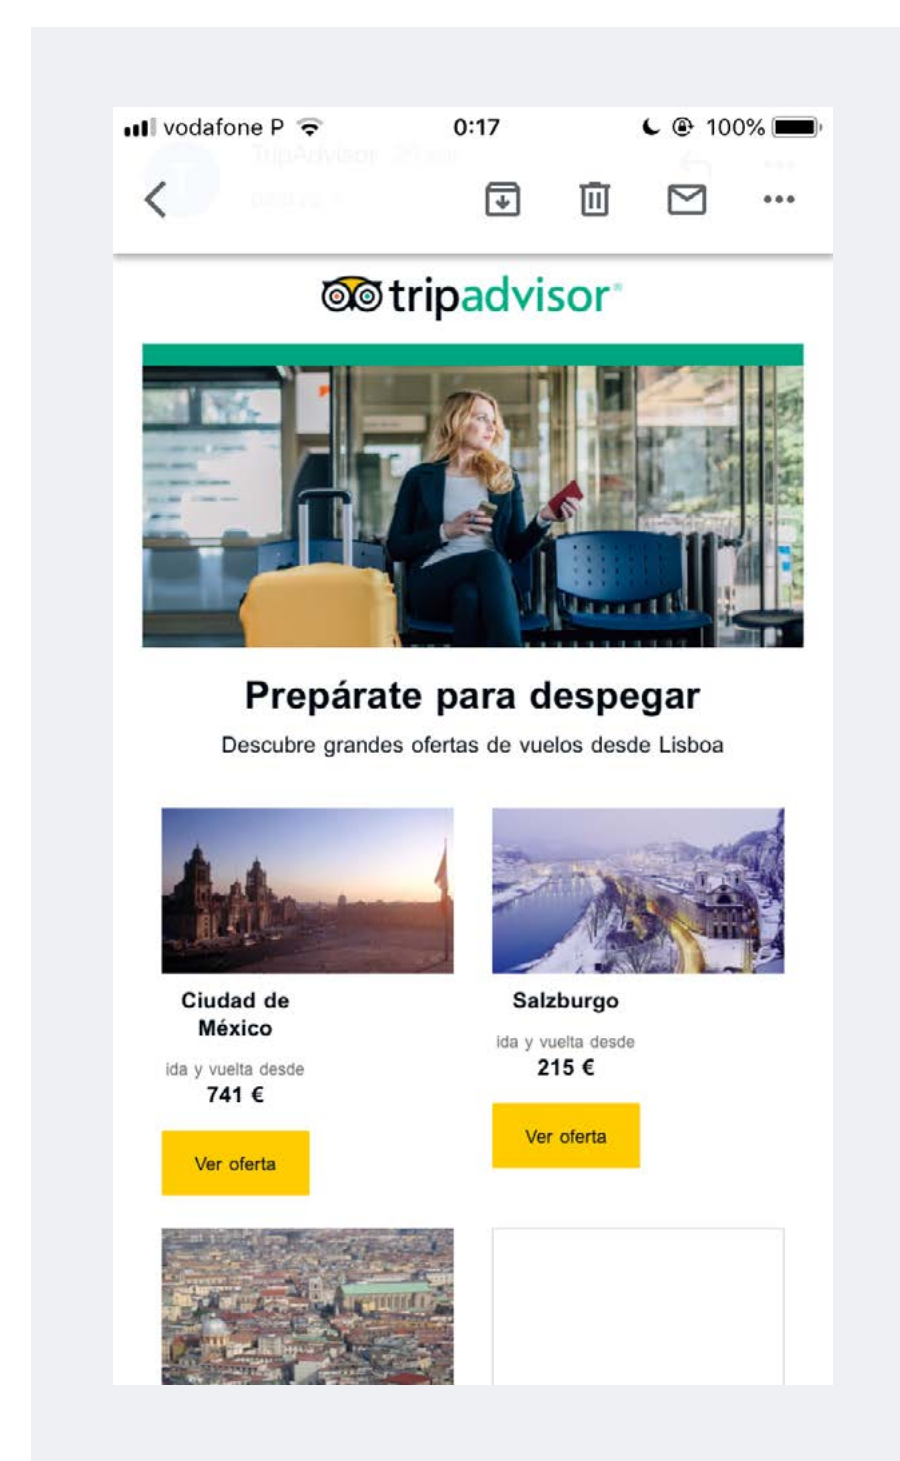 vodafone P 0:17 100%
TripAdvisor
tripadvisor®
Prepárate para despegar
Descubre grandes ofertas de vuelos desde Lisboa
Ciudad de
México
ida y vuelta desde
741 €
Ver oferta
Salzburgo
ida y vuelta desde
215 €
Ver oferta